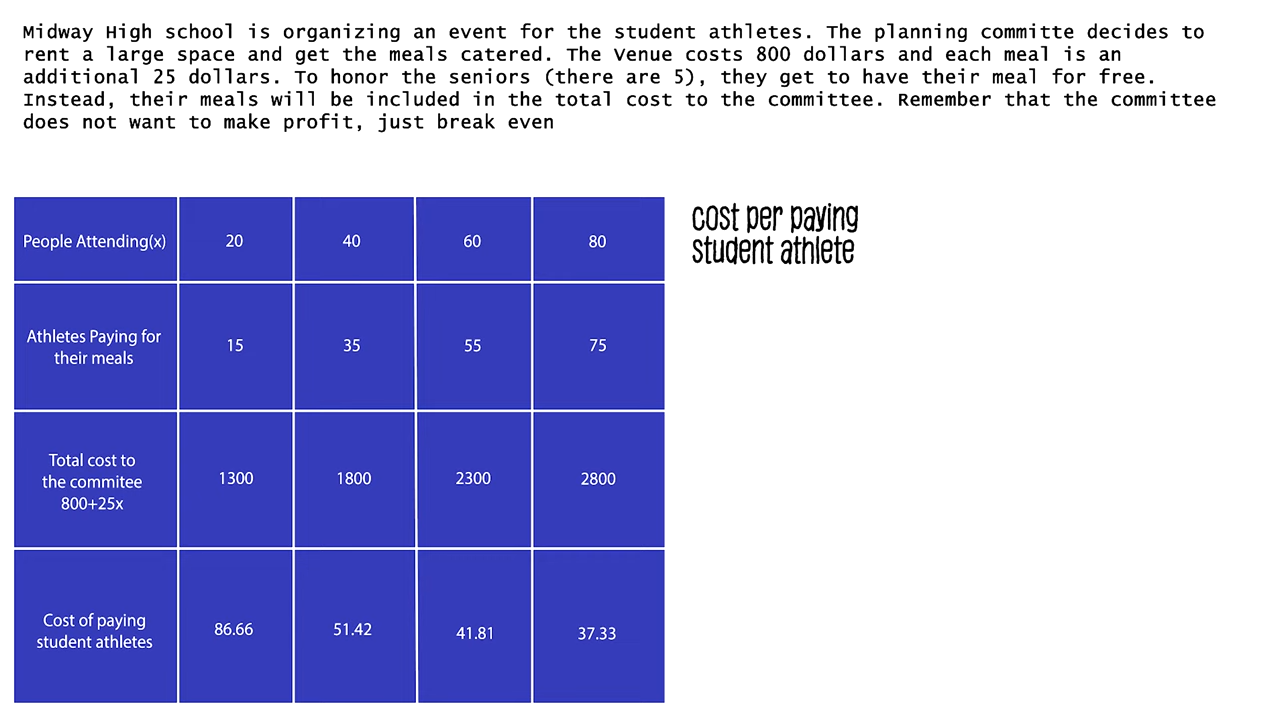 Midway High school is organizing an event for the student athletes. The planning committe decides to
rent a large space and get the meals catered. The Venue costs 800 dollars and each meal is an
additional 25 dollars. To honor the seniors (there are 5), they get to have their meal for free.
Instead, their meals will be included in the total cost to the committee. Remember that the committee
does not want to make profit, just break even
cost per paying
student athlete
People Attending(x) 20 40 60 80
Athletes Paying for
their meals 15 35 55 75
Total cost to
the commitee
800+25x 1300 1800 2300 2800
Cost of paying
student athletes 86.66 51.42 41.81 37.33